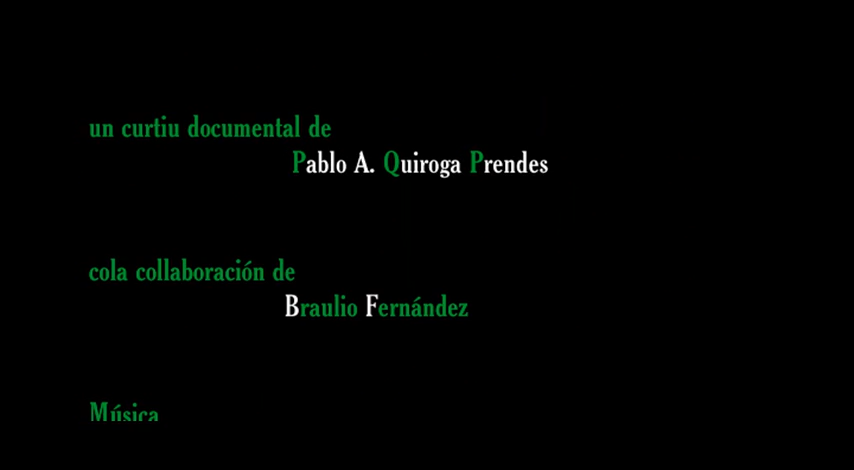 un curtiu documental de
Pablo A. Quiroga Prendes
cola collaboración de
Braulio Fernández
Música